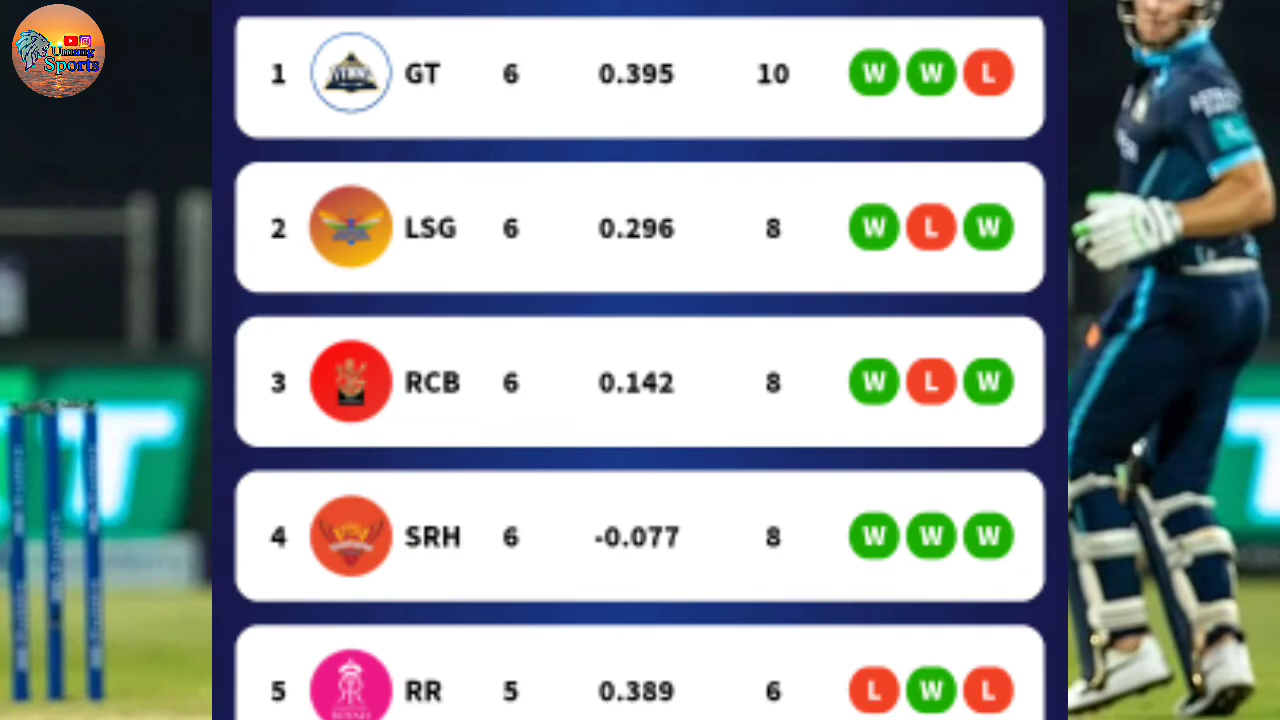 Umang
Sports
1 GT 6 0.395 10 W W L
2 LSG 6 0.296 8 W L W
3 RCB 6 0.142 8 W L W
4 SRH 6 -0.077 8 W W W
5 RR 5 0.389 6 L W L